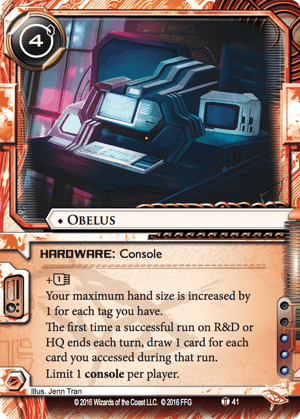 4
♦ OBELUS
HARDWARE: Console
+1
Your maximum hand size is increased by
1 for each tag you have.
The first time a successful run on R&D or
HQ ends each turn, draw 1 card for each
card you accessed during that run.
Limit 1 console per player.
Illus. Jenn Tran
© 2016 Wizards of the Coast LLC. © 2016 FFG
41